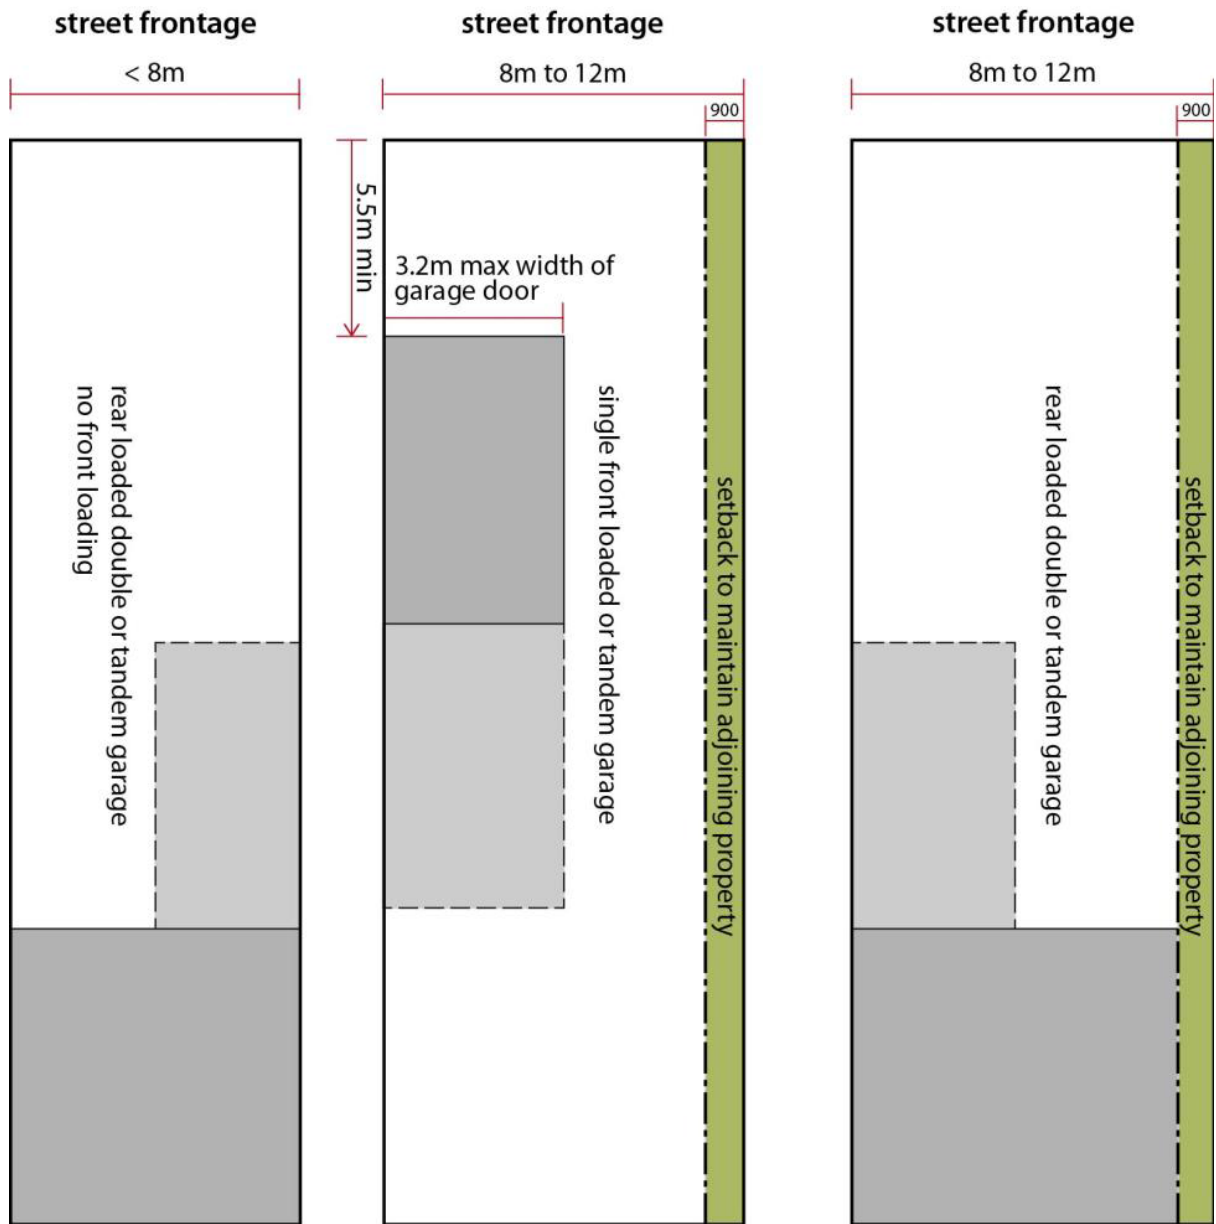 street frontage
< 8m
rear loaded double or tandem garage
no front loading
street frontage
8m to 12m
900
5.5m min
3.2m max width of
garage door
single front loaded or tandem garage
setback to maintain adjoining property
street frontage
8m to 12m
900
rear loaded double or tandem garage
setback to maintain adjoining property